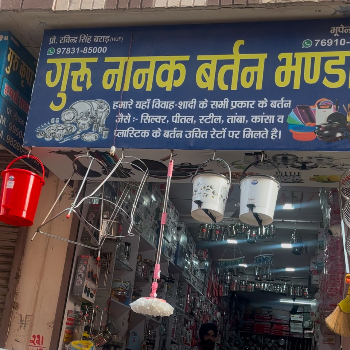 प्रो. रविन्द्र सिंह बराड़
97831-85000
76910-
गुरू नानक बर्तन भण्डा
हमारे यहाँ विवाह-शादी के सभी प्रकार के बर्तन
जैसे :- सिल्वर, पीतल, स्टील, तांबा, कांसा व
प्लास्टिक के बर्तन उचित रेटों पर मिलते है।